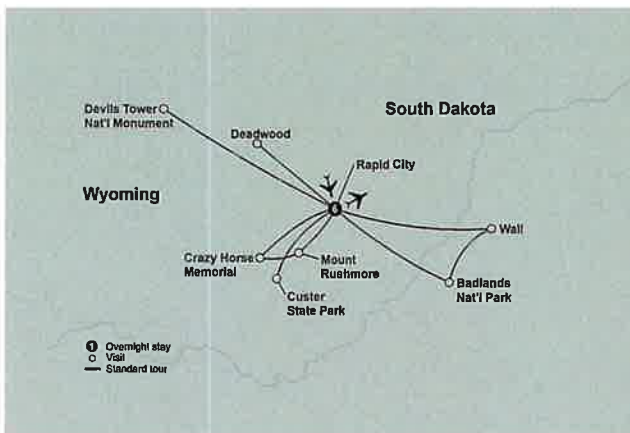 South Dakota
Devils Tower
Nat'l Monument
Deadwood
Rapid City
Wyoming
Wall
Crazy Horse
Memorial
Mount
Rushmore
Badlands
Nat'l Park
Custer
State Park
1 Overnight stay
Visit
Standard tour